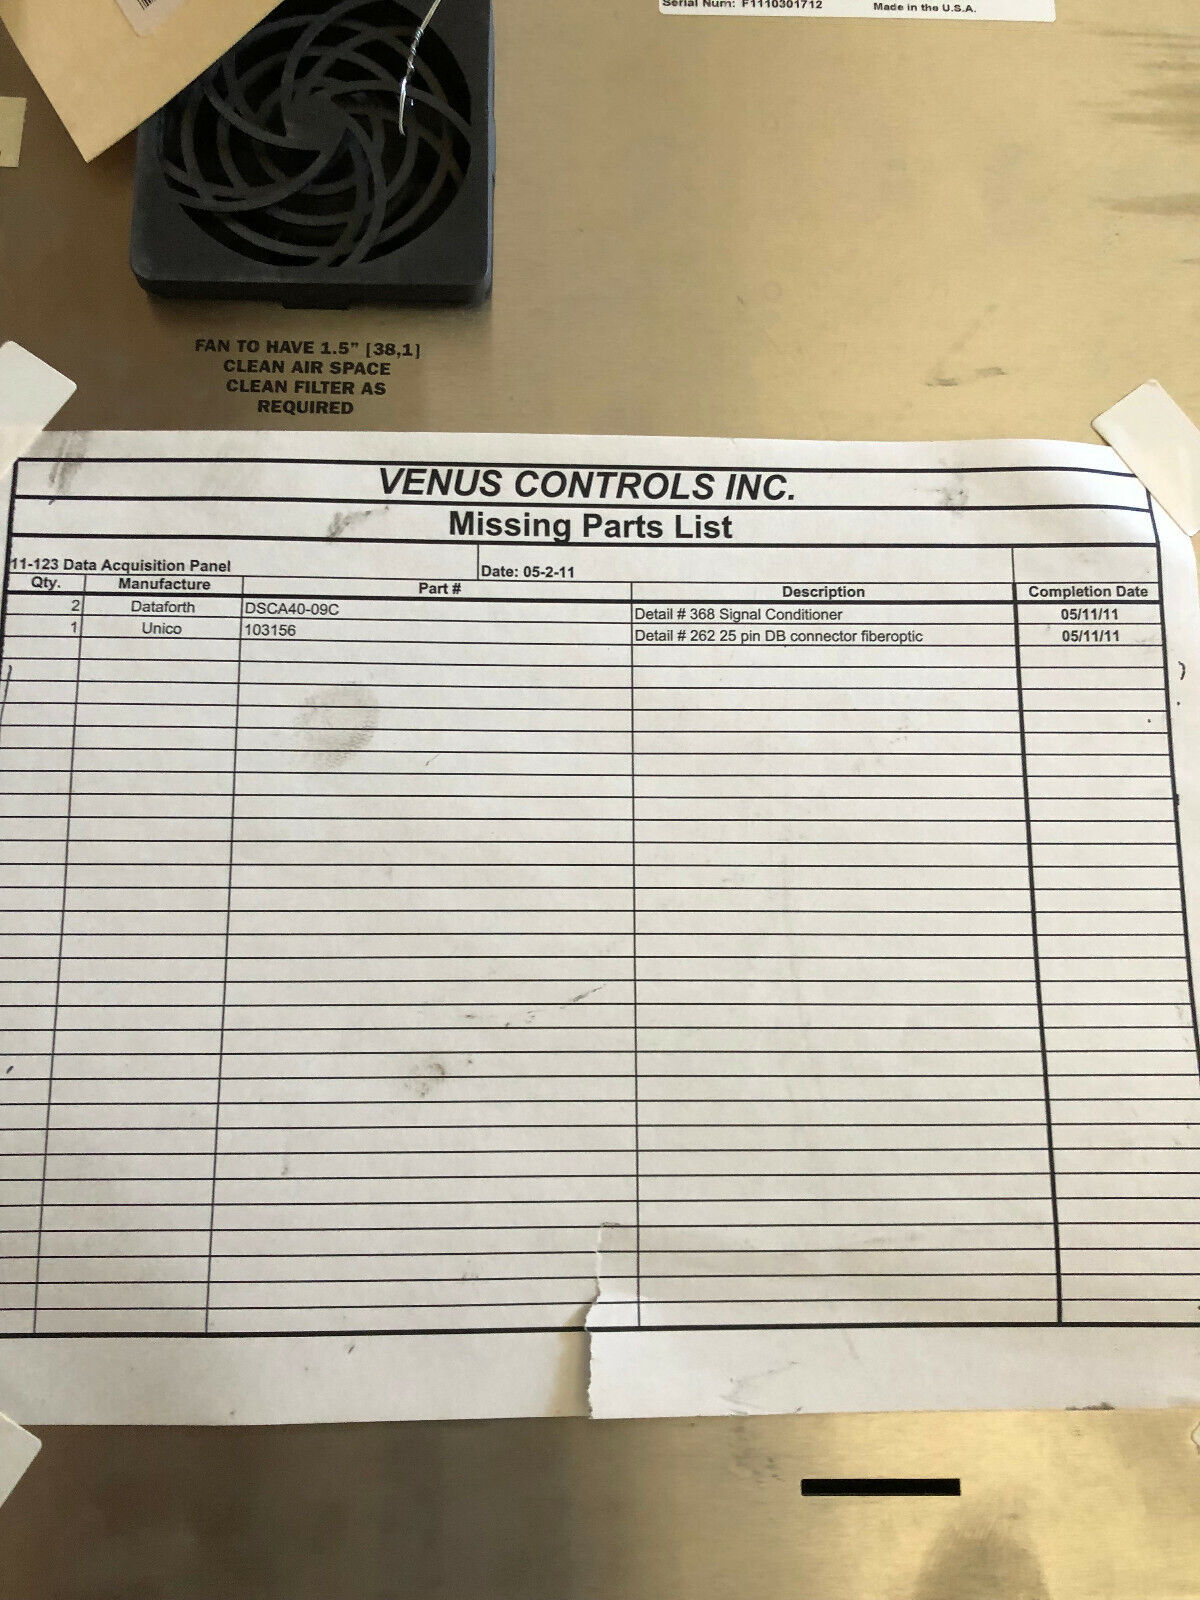 Serial Num: F1110301712 Made in the U.S.A.
FAN TO HAVE 1.5" [38,1]
CLEAN AIR SPACE
CLEAN FILTER AS
REQUIRED
VENUS CONTROLS INC.
Missing Parts List
11-123 Data Acquisition Panel Date: 05-2-11
Qty. Manufacture Part # Description Completion Date
2 Dataforth DSCA40-09C Detail # 368 Signal Conditioner 05/11/11
1 Unico 103156 Detail # 262 25 pin DB connector fiberoptic 05/11/11